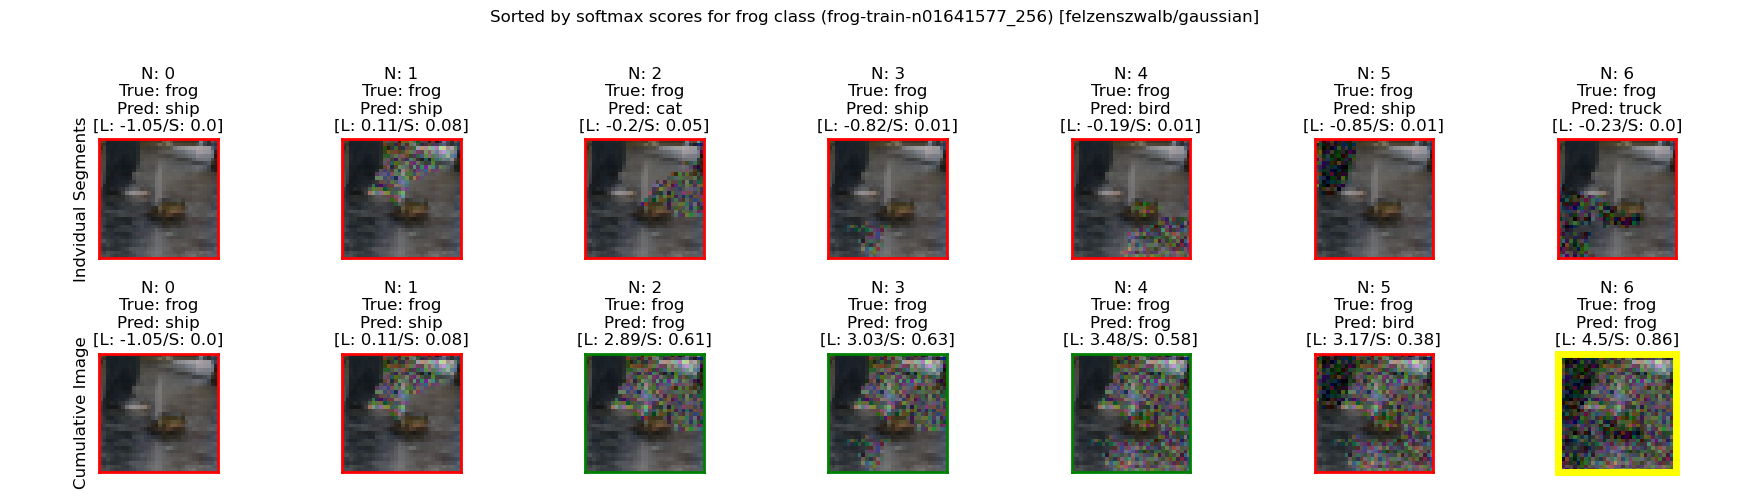 Sorted by softmax scores for frog class (frog-train-n01641577_256) [felzenszwalb/gaussian]
Indvidual Segments
N: 0
True: frog
Pred: ship
[L: -1.05/S: 0.0]
N: 1
True: frog
Pred: ship
[L: 0.11/S: 0.08]
N: 2
True: frog
Pred: cat
[L: -0.2/S: 0.05]
N: 3
True: frog
Pred: ship
[L: -0.82/S: 0.01]
N: 4
True: frog
Pred: bird
[L: -0.19/S: 0.01]
N: 5
True: frog
Pred: ship
[L: -0.85/S: 0.01]
N: 6
True: frog
Pred: truck
[L: -0.23/S: 0.0]
Cumulative Image
N: 0
True: frog
Pred: ship
[L: -1.05/S: 0.0]
N: 1
True: frog
Pred: ship
[L: 0.11/S: 0.08]
N: 2
True: frog
Pred: frog
[L: 2.89/S: 0.61]
N: 3
True: frog
Pred: frog
[L: 3.03/S: 0.63]
N: 4
True: frog
Pred: frog
[L: 3.48/S: 0.58]
N: 5
True: frog
Pred: bird
[L: 3.17/S: 0.38]
N: 6
True: frog
Pred: frog
[L: 4.5/S: 0.86]